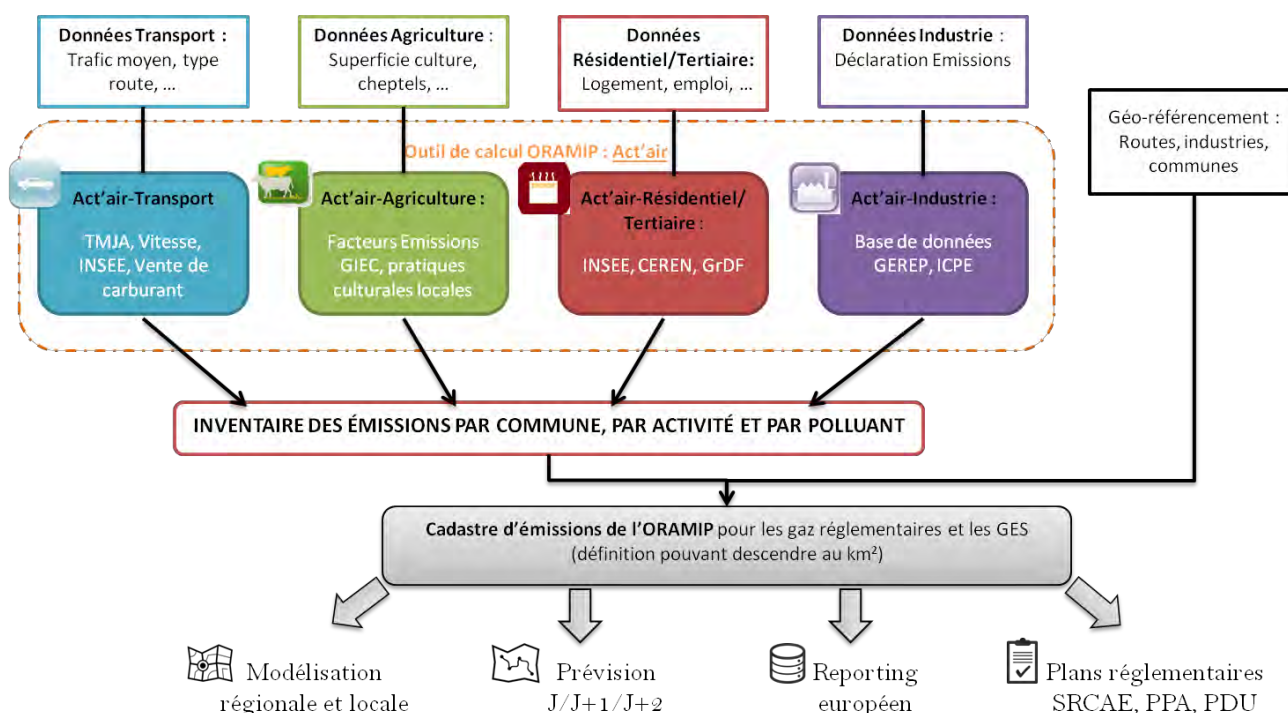 Données Transport :
Trafic moyen, type
route, ...
Données Agriculture :
Superficie culture,
cheptels, ...
Données
Résidentiel/Tertiaire:
Logement, emploi, ...
Données Industrie :
Déclaration Emissions
Géo-référencement :
Routes, industries,
communes
Outil de calcul ORAMIP : Act'air
Act'air-Transport
TMJA, Vitesse,
INSEE, Vente de
carburant
Act'air-Agriculture :
Facteurs Emissions
GIEC, pratiques
culturales locales
Act'air-Résidentiel/
Tertiaire :
INSEE, CEREN, GrDF
Act'air-Industrie :
Base de données
GEREP, ICPE
INVENTAIRE DES ÉMISSIONS PAR COMMUNE, PAR ACTIVITÉ ET PAR POLLUANT
Cadastre d'émissions de l'ORAMIP pour les gaz réglementaires et les GES
(définition pouvant descendre au km²)
Modélisation
régionale et locale
Prévision
J/J+1/J+2
Reporting
européen
Plans réglementaires
SRCAE, PPA, PDU